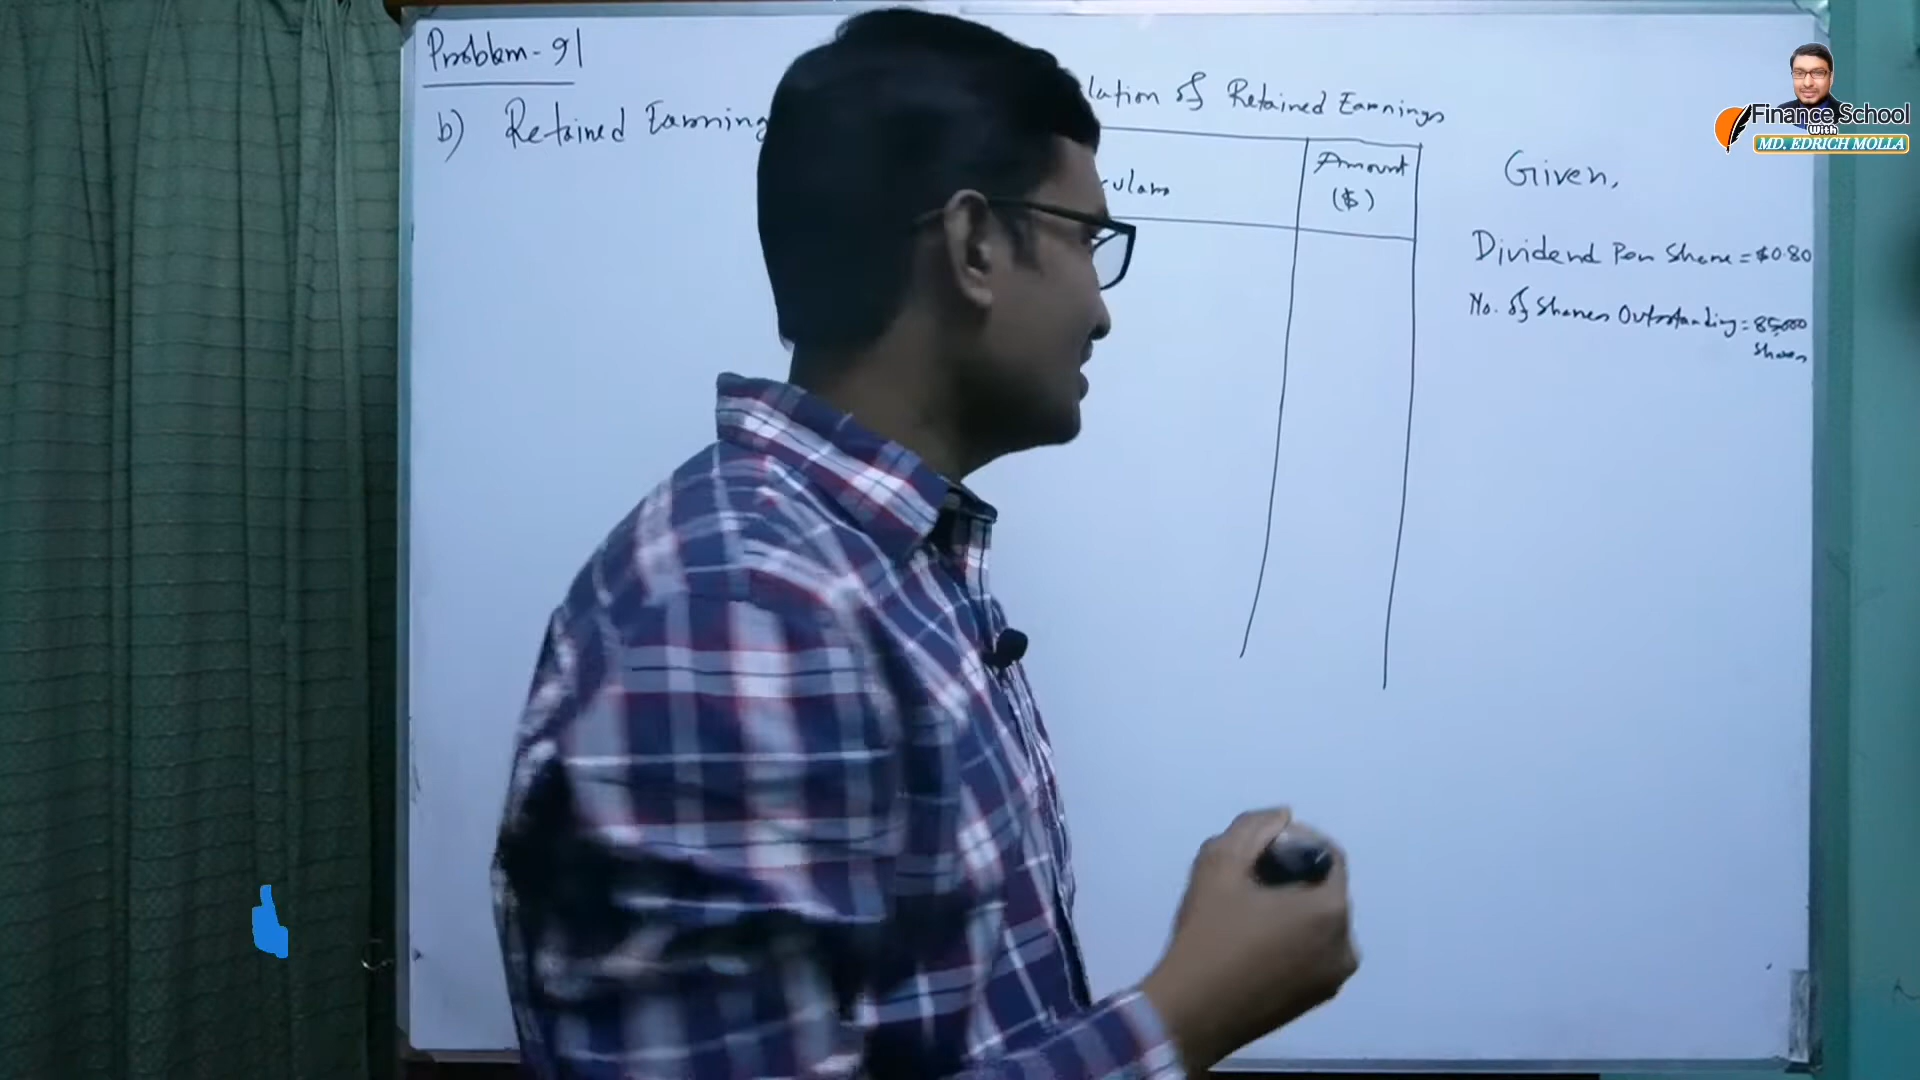 Problem - 91
b) Retained Earning
lation of Retained Earnings
culars
Amount
($)
Given,
Dividend Per Share = $0.80
No. of Shares Outstanding = 85,000
Shares
Finance School
With
MD. EDRICH MOLLA